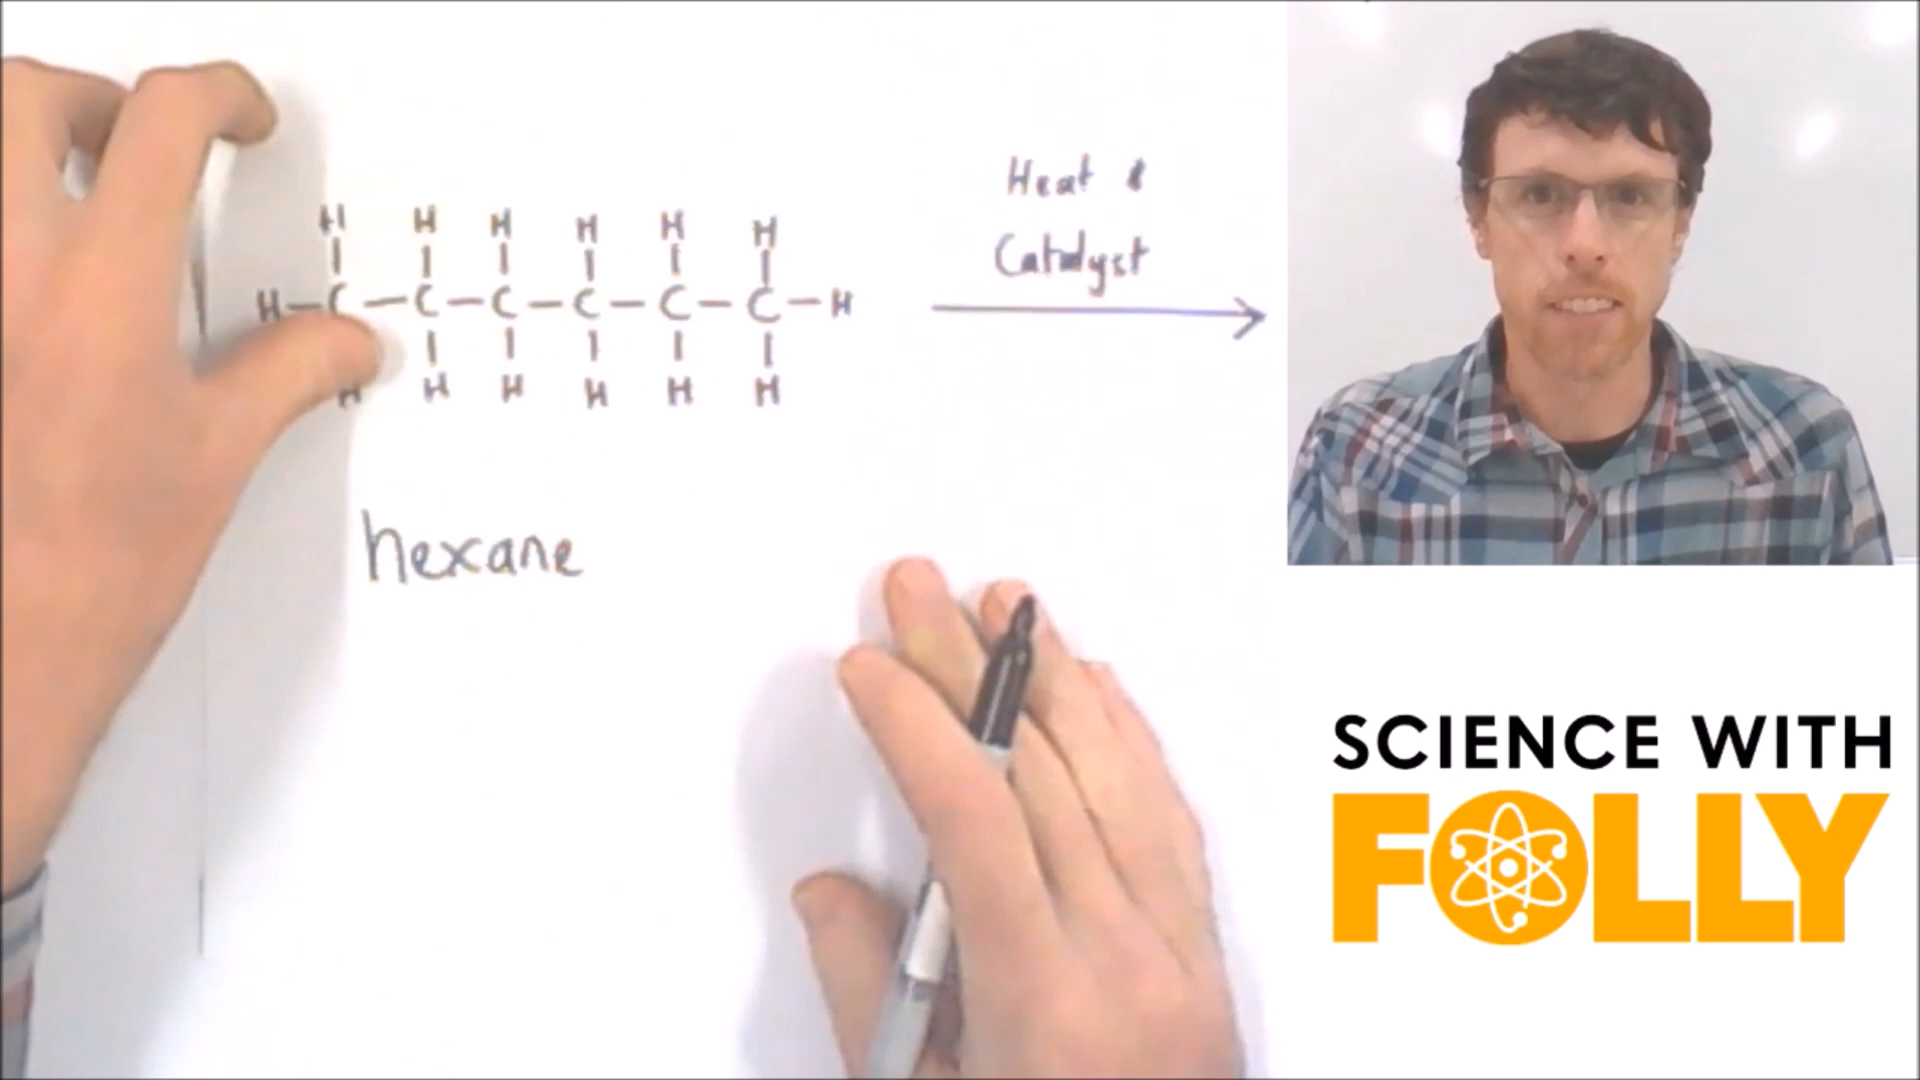 H H H H H H
H–C–C–C–C–C–C–H
H H H H H H
hexane
Heat &
Catalyst
SCIENCE WITH
FOLLY